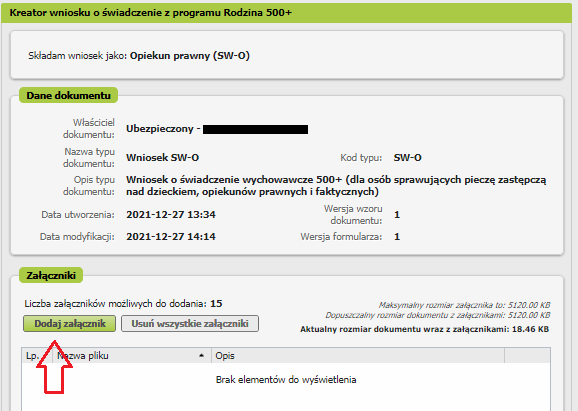 Kreator wniosku o świadczenie z programu Rodzina 500+
Składam wniosek jako: Opiekun prawny (SW-O)
Dane dokumentu
Właściciel dokumentu: Ubezpieczony -
Nazwa typu dokumentu: Wniosek SW-O Kod typu: SW-O
Opis typu dokumentu: Wniosek o świadczenie wychowawcze 500+ (dla osób sprawujących pieczę zastępczą
nad dzieckiem, opiekunów prawnych i faktycznych)
Data utworzenia: 2021-12-27 13:34 Wersja wzoru dokumentu: 1
Data modyfikacji: 2021-12-27 14:14 Wersja formularza: 1
Załączniki
Liczba załączników możliwych do dodania: 15
Maksymalny rozmiar załącznika to: 5120.00 KB
Dopuszczalny rozmiar dokumentu z załącznikami: 5120.00 KB
Dodaj załącznik Usuń wszystkie załączniki
Aktualny rozmiar dokumentu wraz z załącznikami: 18.46 KB
Lp. Nazwa pliku Opis
Brak elementów do wyświetlenia